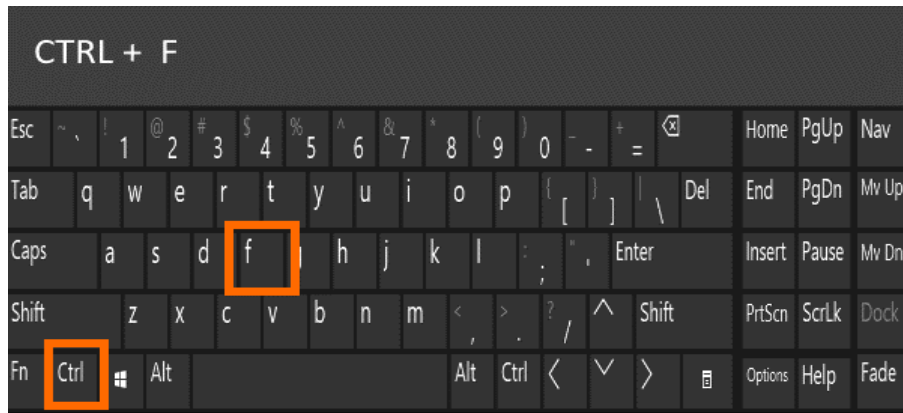 CTRL + F
Esc ~ ` ! 1 @ 2 # 3 $ 4 % 5 ^ 6 & 7 * 8 ( 9 ) 0 _ - + = Home PgUp Nav
Tab q w e r t y u i o p { [ } ] | \ Del End PgDn Mv Up
Caps a s d f h j k l : ; " ' Enter Insert Pause Mv Dn
Shift z x c v b n m < , > . ? / ^ Shift PrtScn ScrLk Dock
Fn Ctrl Alt Alt Ctrl Options Help Fade